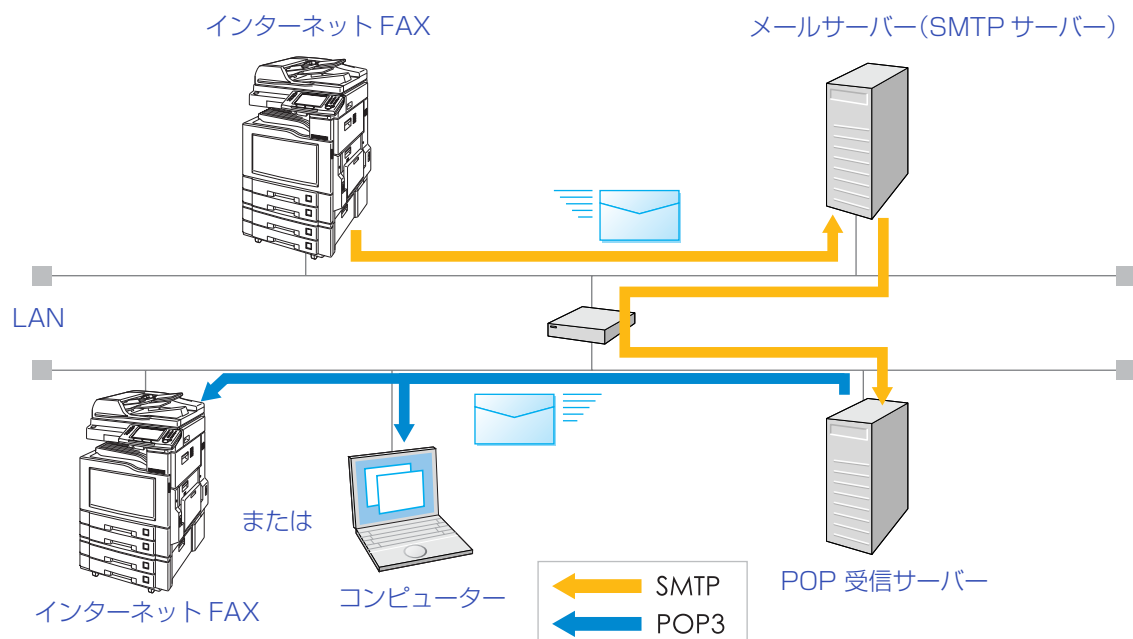 インターネット FAX
メールサーバー（SMTP サーバー）
LAN
または
インターネット FAX
コンピューター
POP 受信サーバー
SMTP
POP3